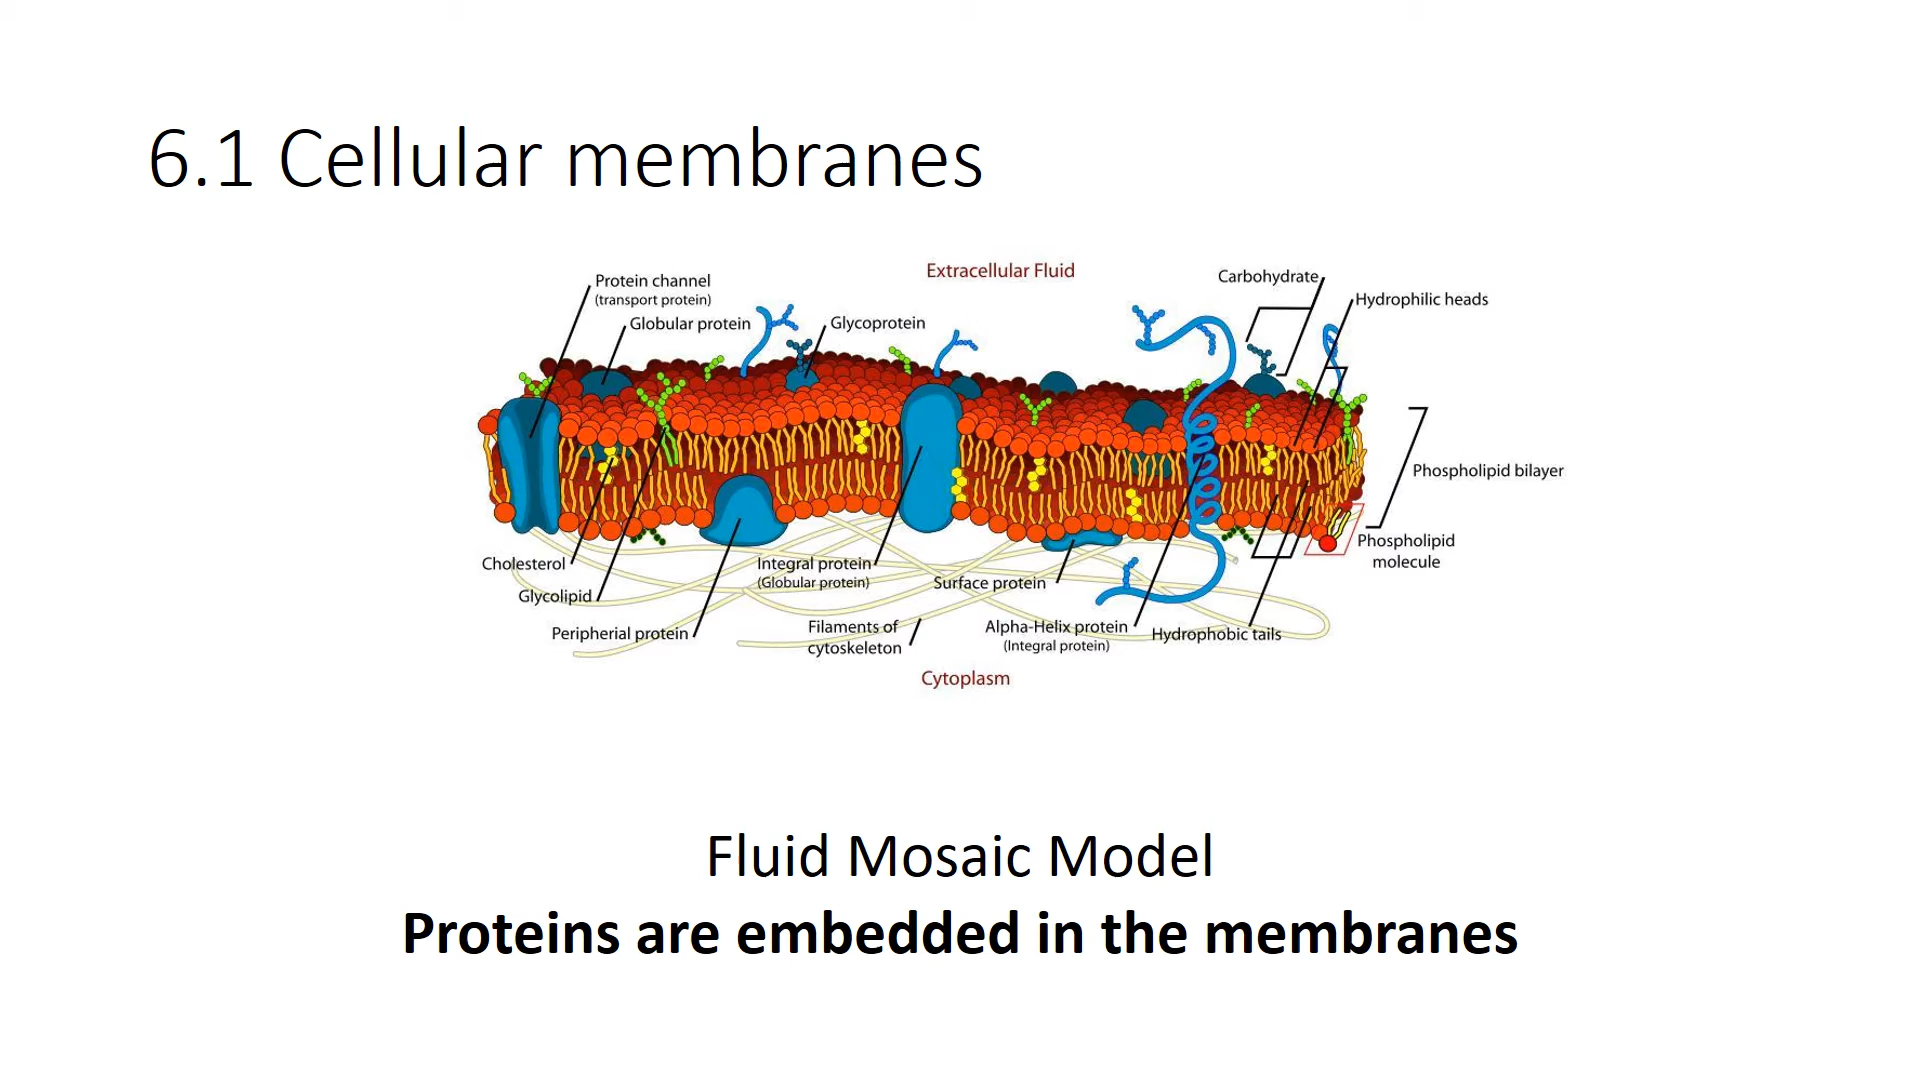 6.1 Cellular membranes
Extracellular Fluid
Protein channel
(transport protein)
Globular protein
Glycoprotein
Carbohydrate
Hydrophilic heads
Phospholipid bilayer
Phospholipid
molecule
Cholesterol
Glycolipid
Peripherial protein
Integral protein
(Globular protein)
Surface protein
Filaments of
cytoskeleton
Alpha-Helix protein
(Integral protein)
Hydrophobic tails
Cytoplasm
Fluid Mosaic Model
Proteins are embedded in the membranes